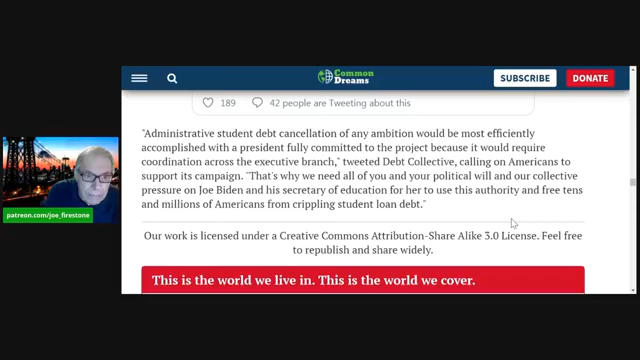 Common
Dreams
SUBSCRIBE
DONATE
189
42 people are Tweeting about this
"Administrative student debt cancellation of any ambition would be most efficiently
accomplished with a president fully committed to the project because it would require
coordination across the executive branch," tweeted Debt Collective, calling on Americans to
support its campaign. "That's why we need all of you and your political will and our collective
pressure on Joe Biden and his secretary of education for her to use this authority and free tens
and millions of Americans from crippling student loan debt."
Our work is licensed under a Creative Commons Attribution-Share Alike 3.0 License. Feel free
to republish and share widely.
This is the world we live in. This is the world we cover.
patreon.com/joe_firestone